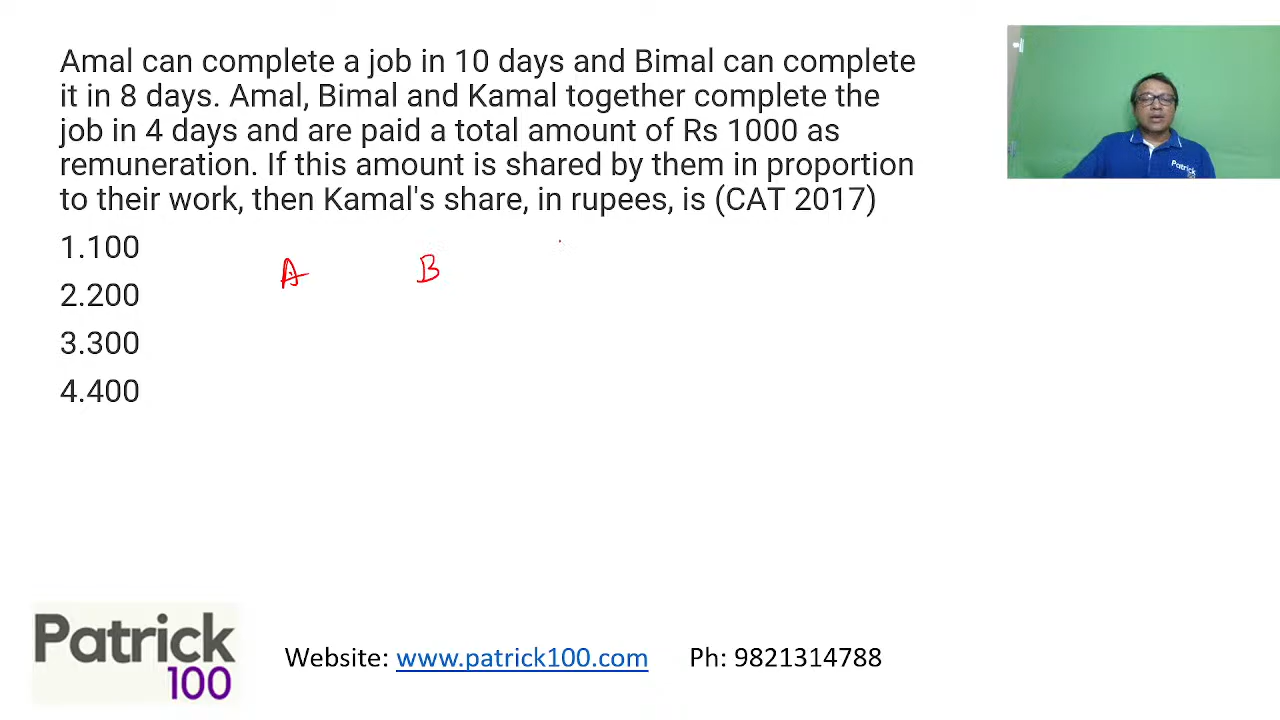 Amal can complete a job in 10 days and Bimal can complete
it in 8 days. Amal, Bimal and Kamal together complete the
job in 4 days and are paid a total amount of Rs 1000 as
remuneration. If this amount is shared by them in proportion
to their work, then Kamal's share, in rupees, is (CAT 2017)
1.100
A B
2.200
3.300
4.400
Patrick
100
Website: www.patrick100.com Ph: 9821314788
Patrick